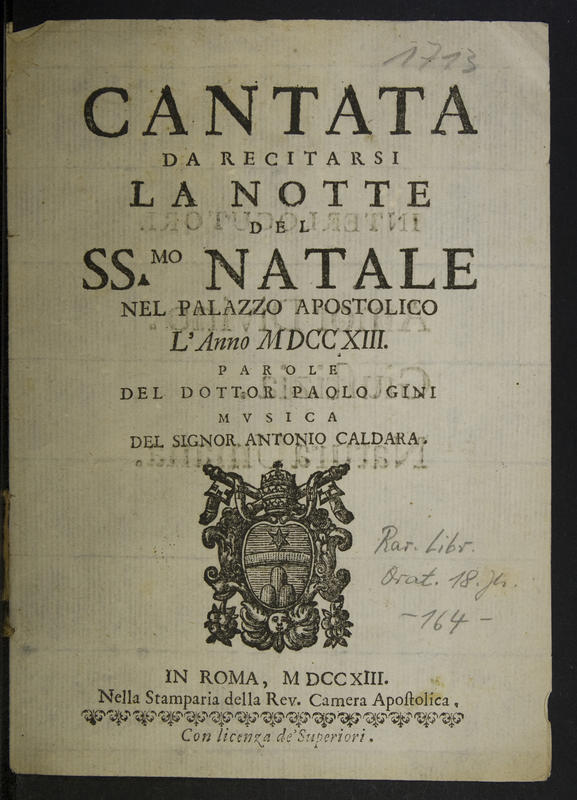 1713
CANTATA
DA RECITARSI
LA NOTTE
DEL
SS.MO NATALE
NEL PALAZZO APOSTOLICO
L'Anno MDCCXIII.
PAROLE
DEL DOTTOR PAOLO GINI
MVSICA
DEL SIGNOR ANTONIO CALDARA.
Rar. Libr.
Orat. 18. Jh.
-164-
IN ROMA, MDCCXIII.
Nella Stamparia della Rev. Camera Apoſtolica.
Con licenza de' Superiori.